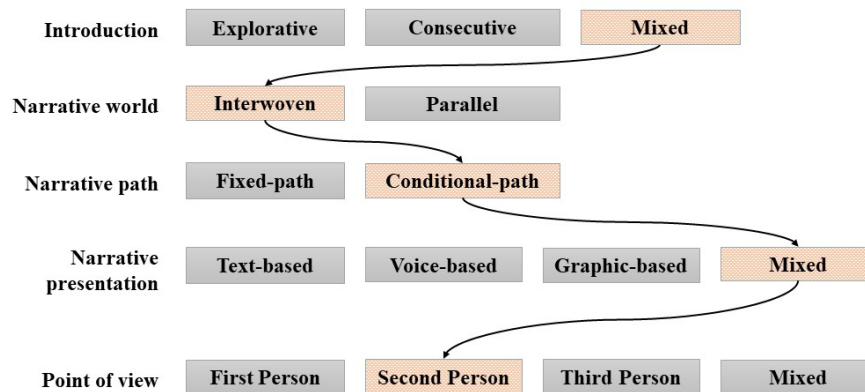 Introduction Explorative Consecutive Mixed
Narrative world Interwoven Parallel
Narrative path Fixed-path Conditional-path
Narrative
presentation Text-based Voice-based Graphic-based Mixed
Point of view First Person Second Person Third Person Mixed